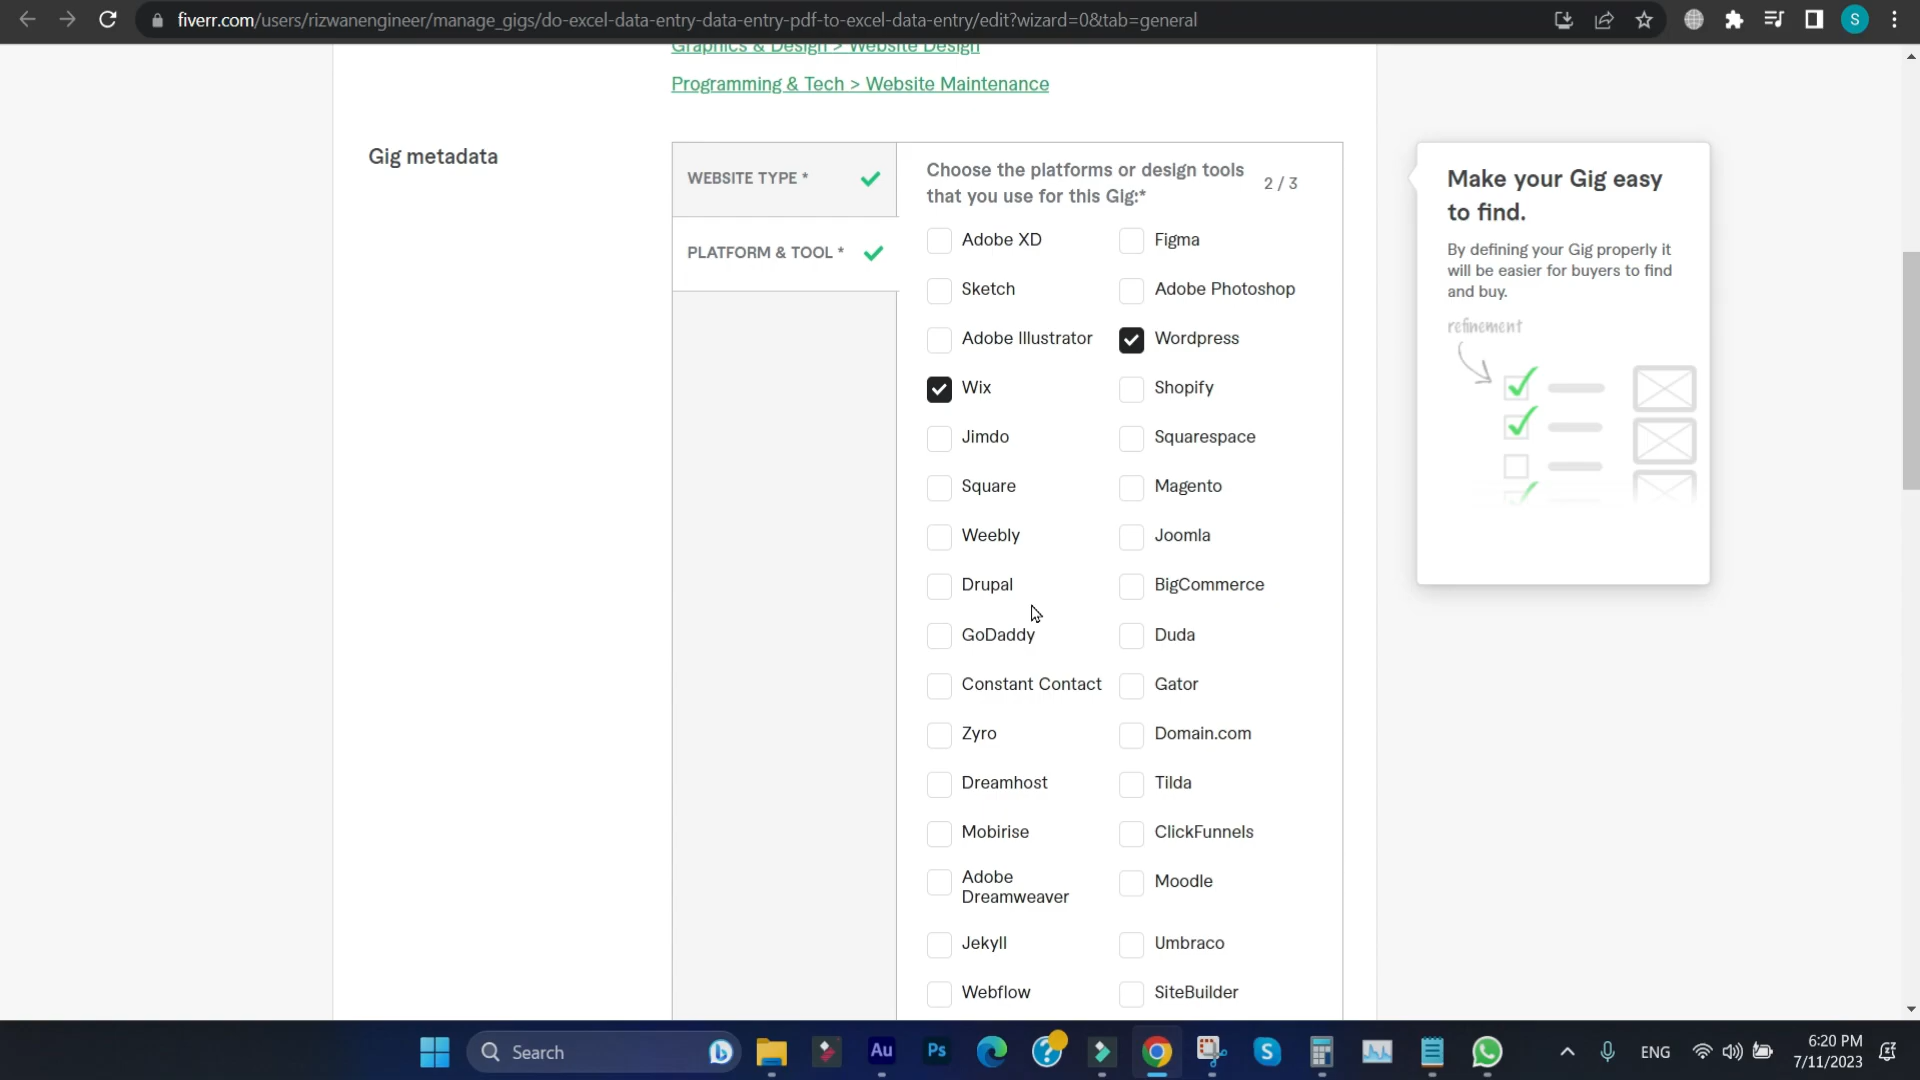 fiverr.com/users/rizwanengineer/manage_gigs/do-excel-data-entry-data-entry-pdf-to-excel-data-entry/edit?wizard=0&tab=general
S
Graphics & Design > Website Design
Programming & Tech > Website Maintenance
Gig metadata
WEBSITE TYPE *
PLATFORM & TOOL *
Choose the platforms or design tools
that you use for this Gig:*
2 / 3
Adobe XD
Figma
Sketch
Adobe Photoshop
Adobe Illustrator
Wordpress
Wix
Shopify
Jimdo
Squarespace
Square
Magento
Weebly
Joomla
Drupal
BigCommerce
GoDaddy
Duda
Constant Contact
Gator
Zyro
Domain.com
Dreamhost
Tilda
Mobirise
ClickFunnels
Adobe
Dreamweaver
Moodle
Jekyll
Umbraco
Webflow
SiteBuilder
Make your Gig easy
to find.
By defining your Gig properly it
will be easier for buyers to find
and buy.
refinement
Search
Au
Ps
ENG
6:20 PM
7/11/2023